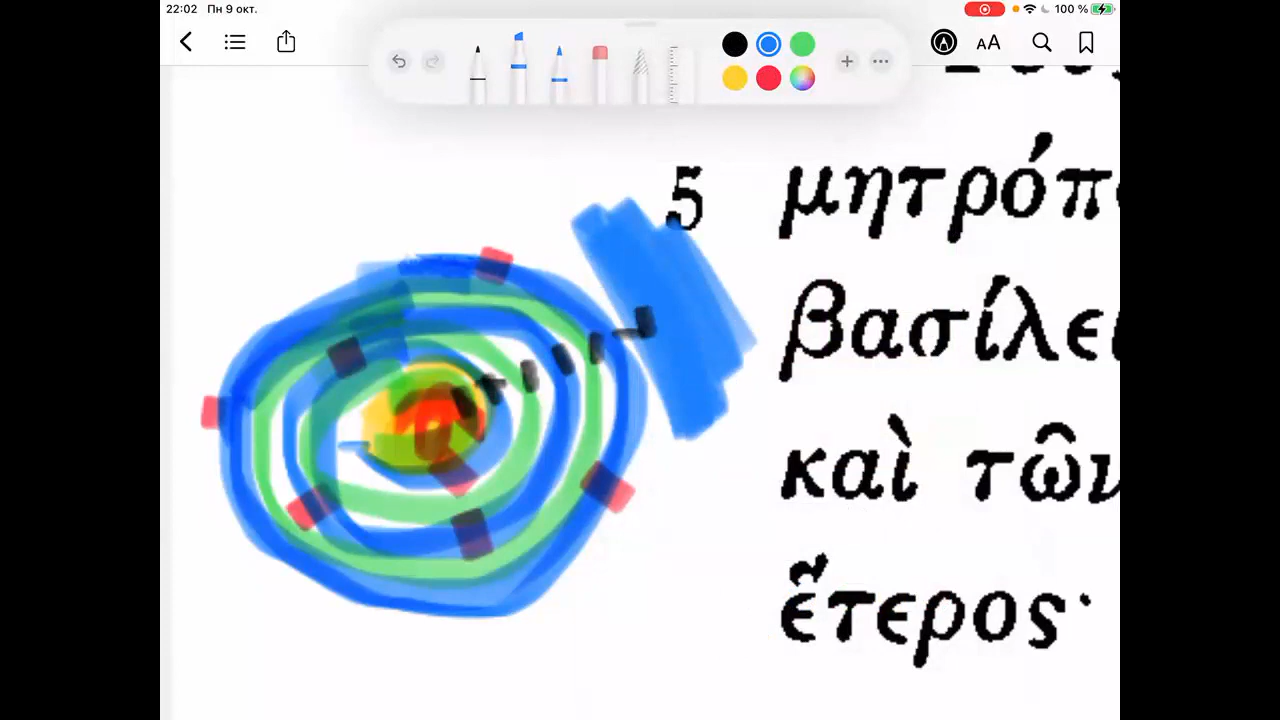 22:02 Пн 9 окт. 100 %
AA
5 μητρόπ
βασίλε
καὶ τῶν
ἕτερος·